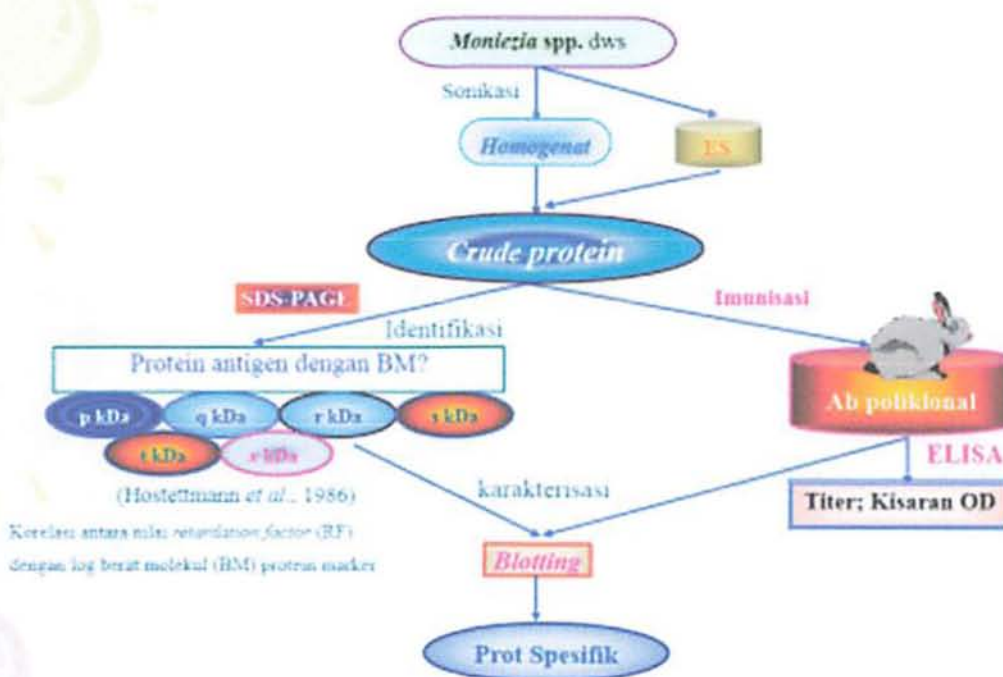 Moniezia spp. dws
Sonikasi
Homogenat
ES
Crude protein
SDS-PAGE
Imunisasi
Identifikasi
Protein antigen dengan BM?
p kDa
q kDa
r kDa
s kDa
t kDa
x kDa
Ab poliklonal
ELISA
(Hostettmann et al., 1986)
karakterisasi
Titer; Kisaran OD
Korelasi antara nilai retardation factor (RF)
dengan log berat molekul (BM) protein marker
Blotting
Prot Spesifik